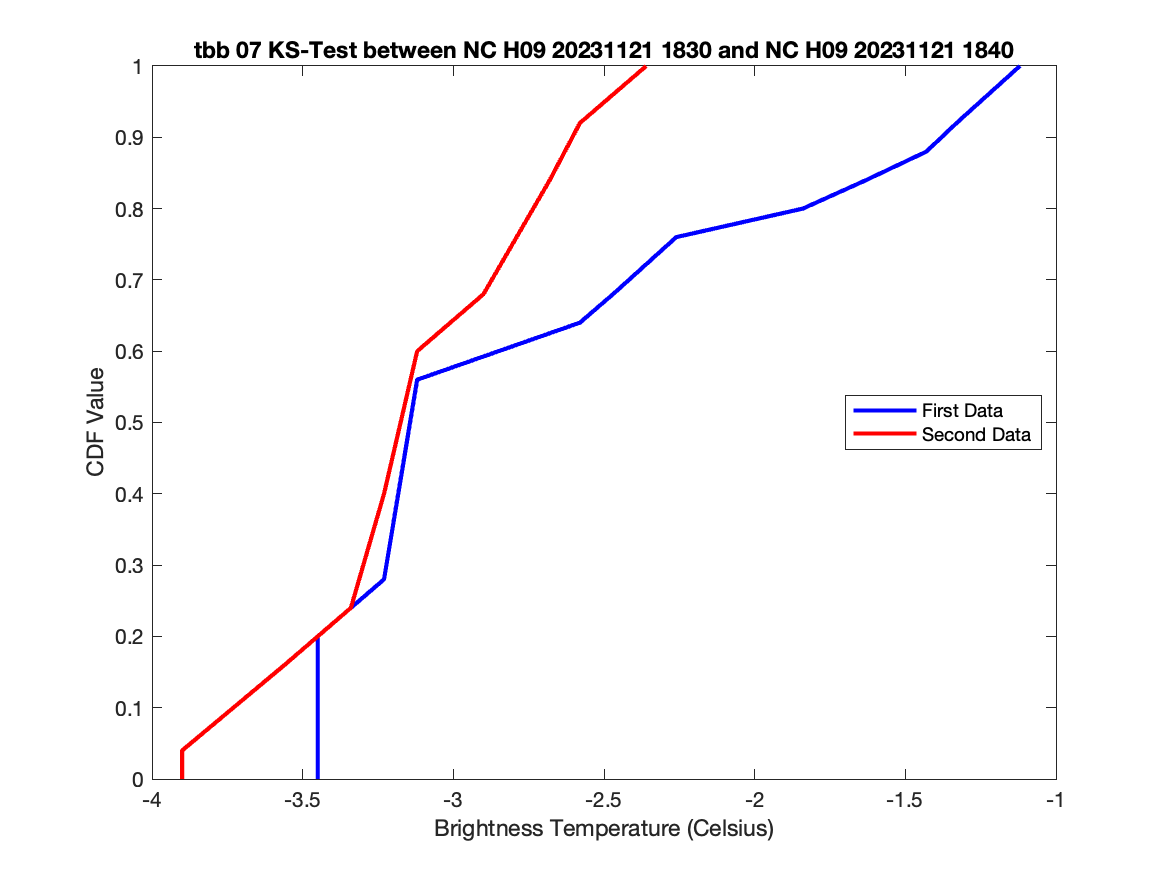 tbb 07 KS-Test between NC H09 20231121 1830 and NC H09 20231121 1840
1
0.9
0.8
0.7
0.6
0.5
0.4
0.3
0.2
0.1
0
CDF Value
First Data
Second Data
-4 -3.5 -3 -2.5 -2 -1.5 -1
Brightness Temperature (Celsius)